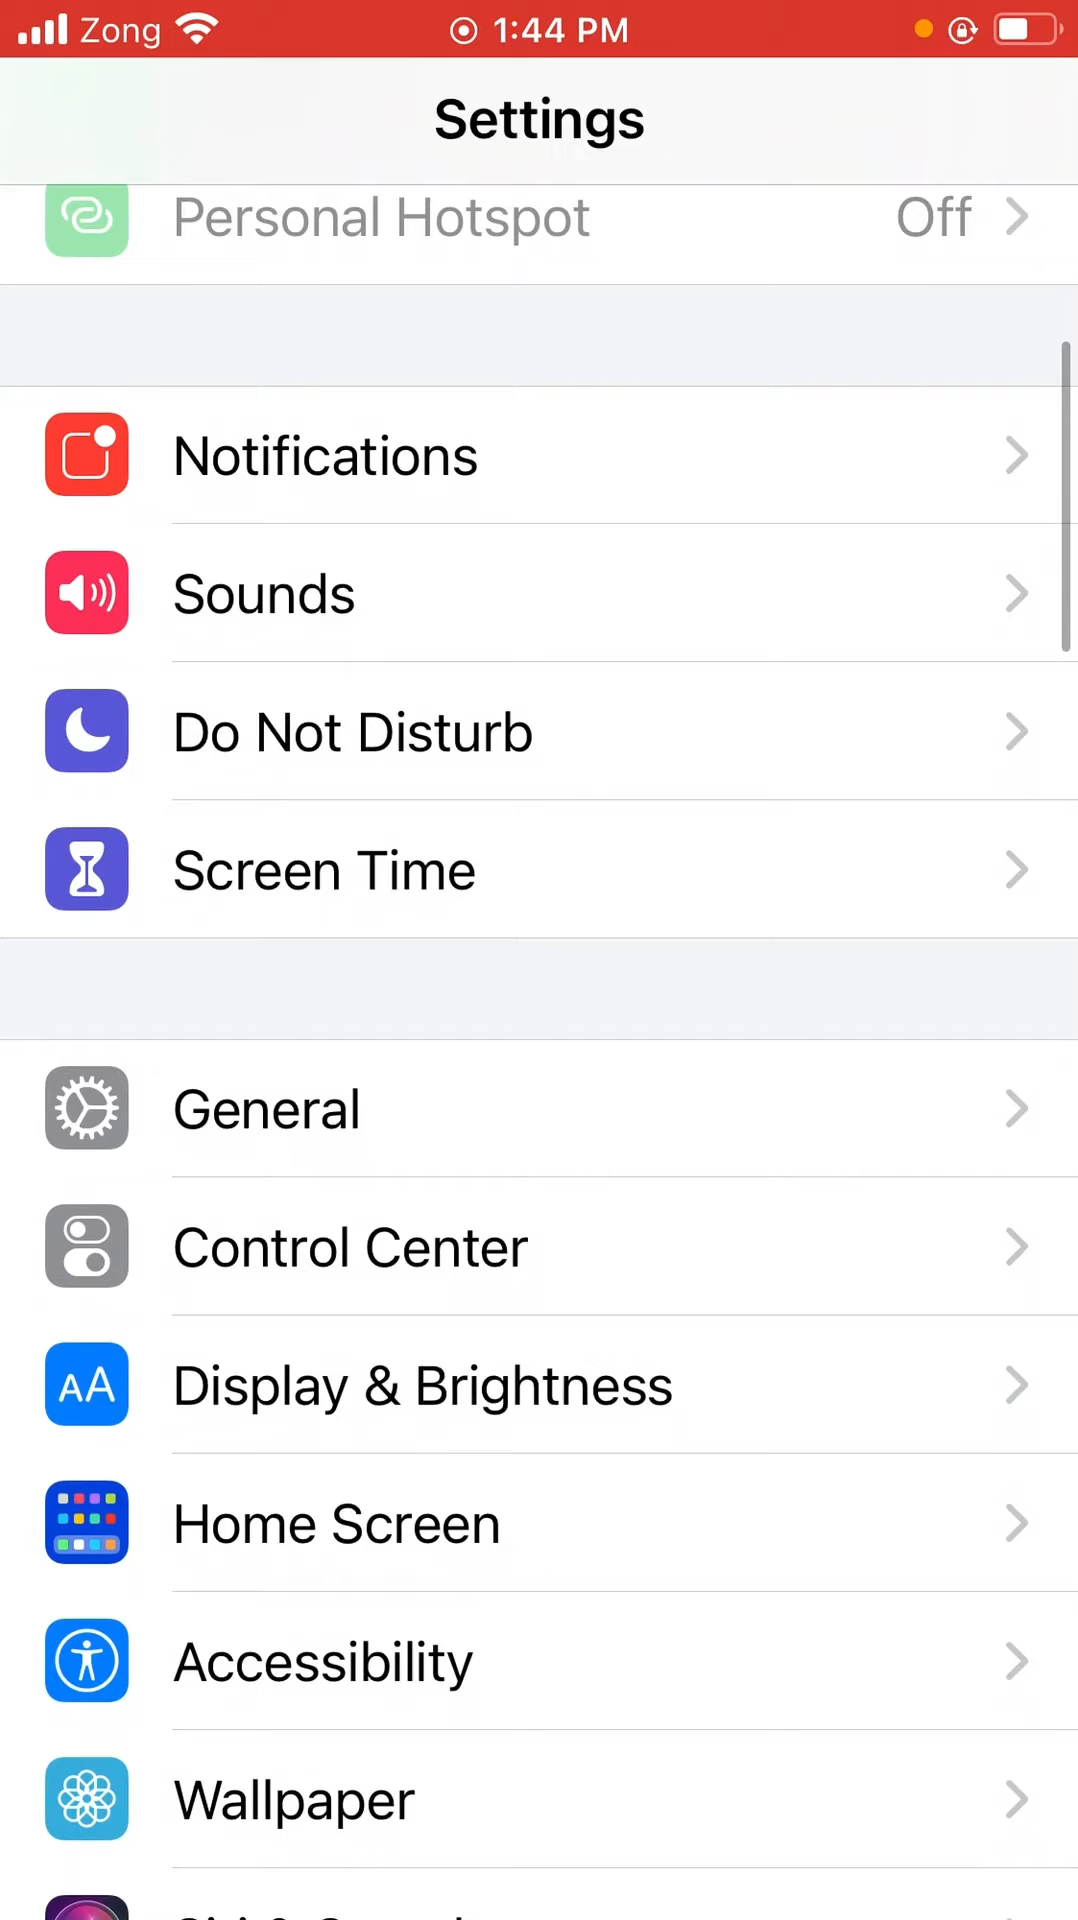 Zong 1:44 PM
Settings
Personal Hotspot Off
Notifications
Sounds
Do Not Disturb
Screen Time
General
Control Center
AA Display & Brightness
Home Screen
Accessibility
Wallpaper